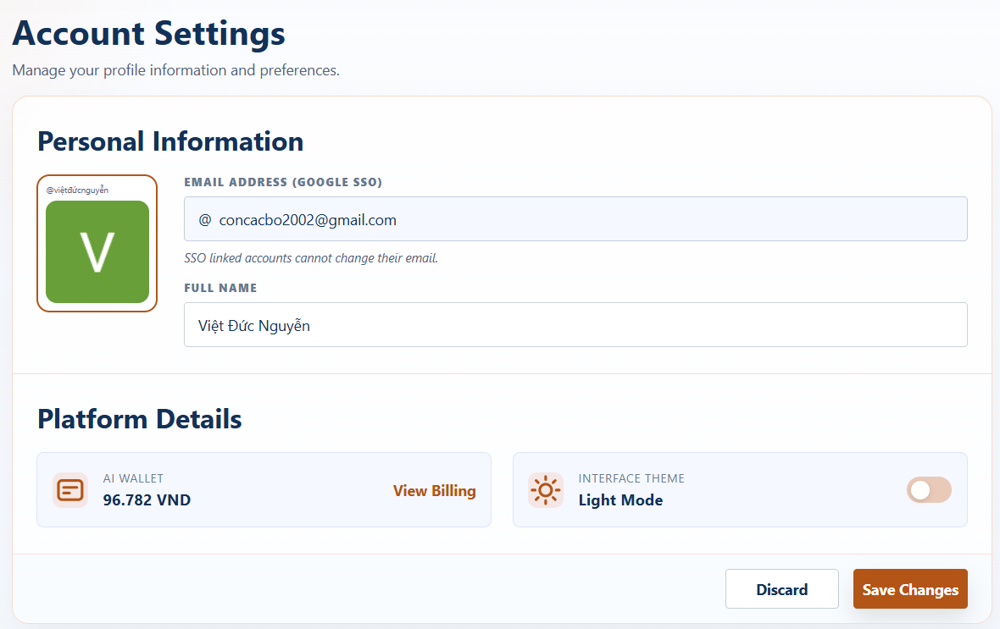 Account Settings
Manage your profile information and preferences.
Personal Information
@việtđứcnguyễn
V
EMAIL ADDRESS (GOOGLE SSO)
@ concacbo2002@gmail.com
SSO linked accounts cannot change their email.
FULL NAME
Việt Đức Nguyễn
Platform Details
AI WALLET
96.782 VND
View Billing
INTERFACE THEME
Light Mode
Discard
Save Changes